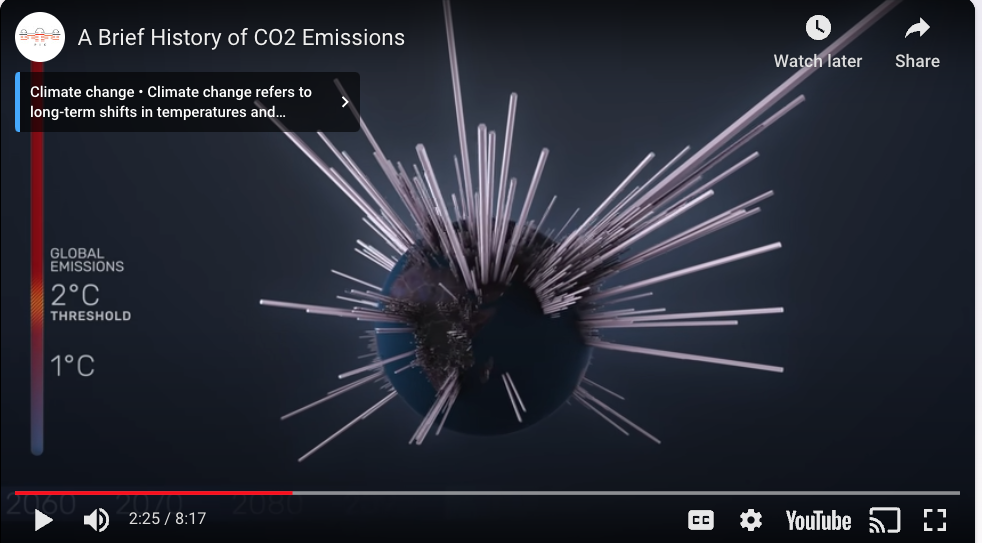 A Brief History of CO2 Emissions
Watch later
Share
Climate change • Climate change refers to
long-term shifts in temperatures and…
GLOBAL
EMISSIONS
2°C
THRESHOLD
1°C
2060 2070 2080
2:25 / 8:17
CC
YouTube